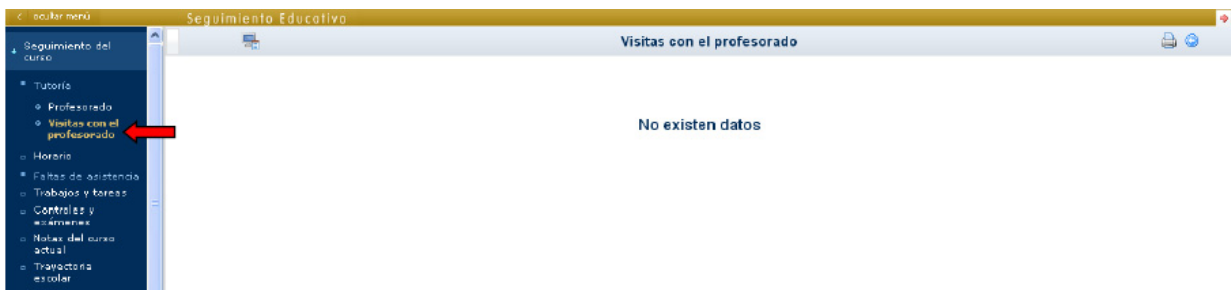 ocultar menú
Seguimiento Educativo
Seguimiento del
curso
Visitas con el profesorado
Tutoría
Profesorado
Visitas con el
profesorado
No existen datos
Horario
Faltas de asistencia
Trabajos y tareas
Controles y
exámenes
Notas del curso
actual
Trayectoria
escolar